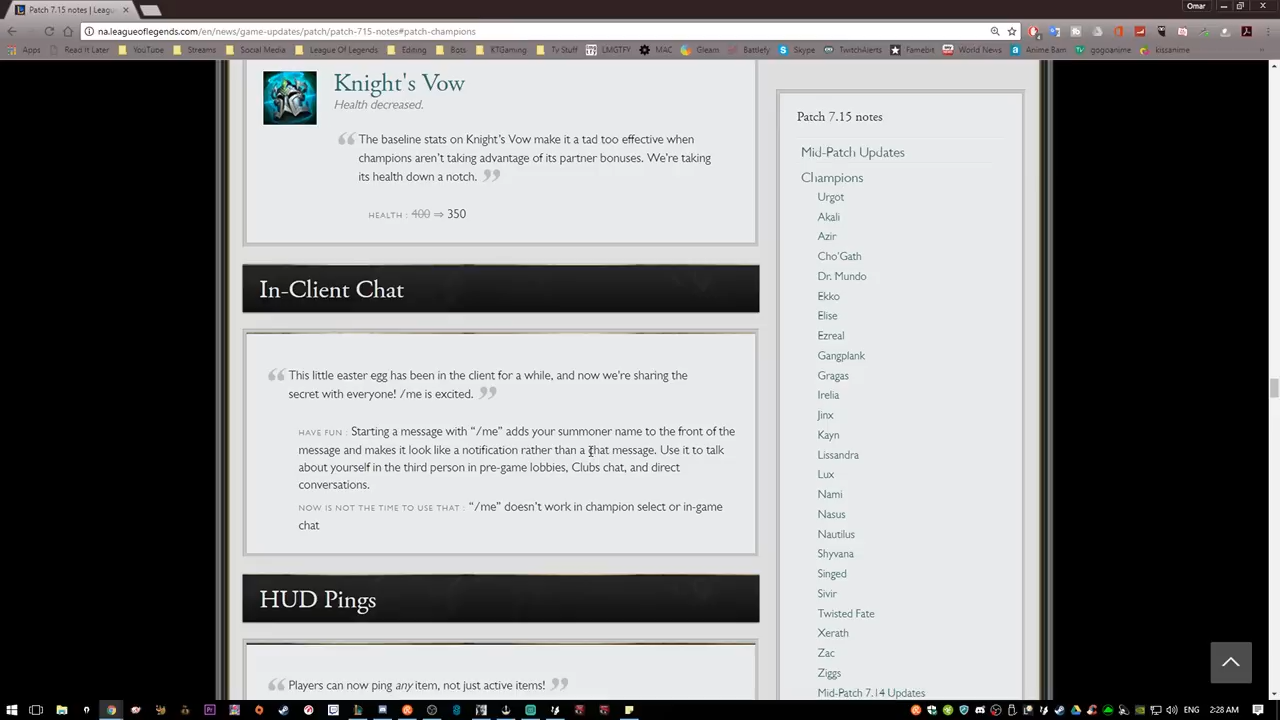 Patch 7.15 notes | Leagu
Omar
na.leagueoflegends.com/en/news/game-updates/patch/patch-715-notes#patch-champions
Apps
Read It Later
YouTube
Streams
Social Media
League Of Legends
Editing
Bots
KTGaming
Tv Stuff
LMGTFY
MAC
Gleam
Battlefy
Skype
TwitchAlerts
Famebit
World News
Anime Bam
gogoanime
kissanime
Knight's Vow
Health decreased.
The baseline stats on Knight's Vow make it a tad too effective when
champions aren't taking advantage of its partner bonuses. We're taking
its health down a notch.
HEALTH : 400 ⇒ 350
In-Client Chat
This little easter egg has been in the client for a while, and now we're sharing the
secret with everyone! /me is excited.
HAVE FUN : Starting a message with "/me" adds your summoner name to the front of the
message and makes it look like a notification rather than a chat message. Use it to talk
about yourself in the third person in pre-game lobbies, Clubs chat, and direct
conversations.
NOW IS NOT THE TIME TO USE THAT : "/me" doesn't work in champion select or in-game
chat
HUD Pings
Players can now ping any item, not just active items!
Patch 7.15 notes
Mid-Patch Updates
Champions
Urgot
Akali
Azir
Cho'Gath
Dr. Mundo
Ekko
Elise
Ezreal
Gangplank
Gragas
Irelia
Jinx
Kayn
Lissandra
Lux
Nami
Nasus
Nautilus
Shyvana
Singed
Sivir
Twisted Fate
Xerath
Zac
Ziggs
Mid-Patch 7.14 Updates
2:28 AM